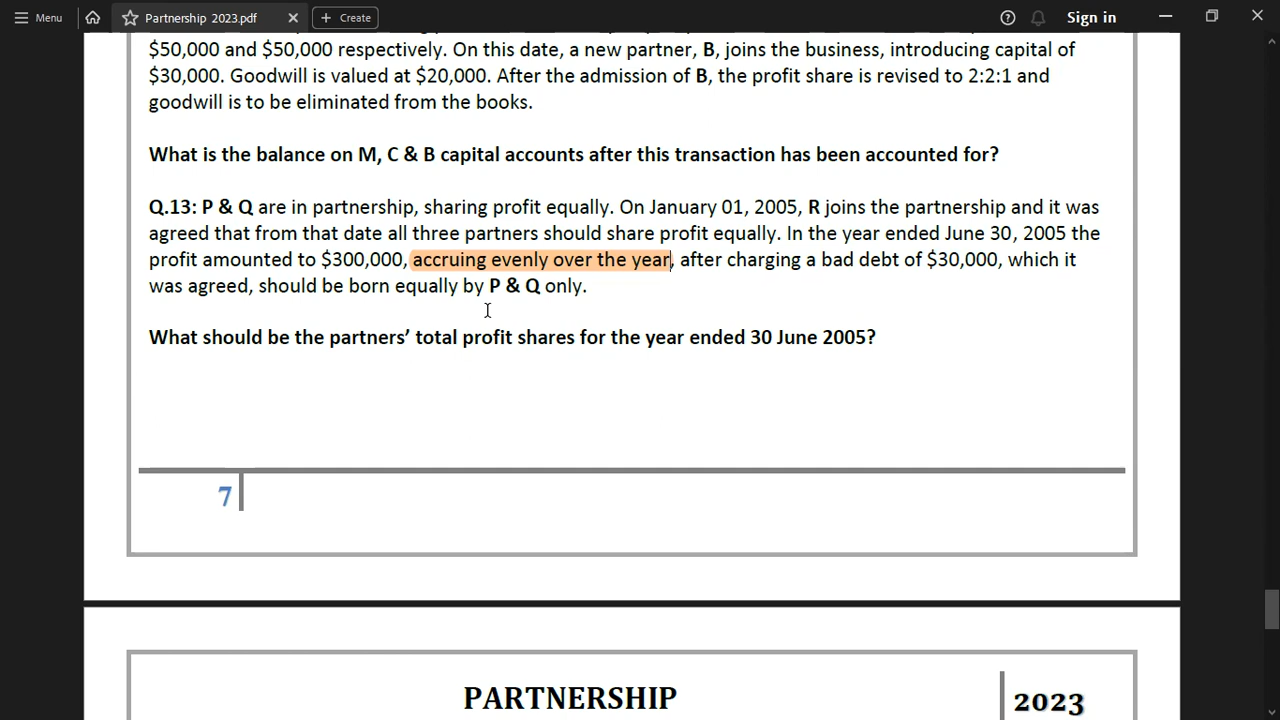 Menu
Partnership 2023.pdf
Create
Sign in
$50,000 and $50,000 respectively. On this date, a new partner, B, joins the business, introducing capital of
$30,000. Goodwill is valued at $20,000. After the admission of B, the profit share is revised to 2:2:1 and
goodwill is to be eliminated from the books.
What is the balance on M, C & B capital accounts after this transaction has been accounted for?
Q.13: P & Q are in partnership, sharing profit equally. On January 01, 2005, R joins the partnership and it was
agreed that from that date all three partners should share profit equally. In the year ended June 30, 2005 the
profit amounted to $300,000, accruing evenly over the year, after charging a bad debt of $30,000, which it
was agreed, should be born equally by P & Q only.
What should be the partners’ total profit shares for the year ended 30 June 2005?
7
PARTNERSHIP
2023